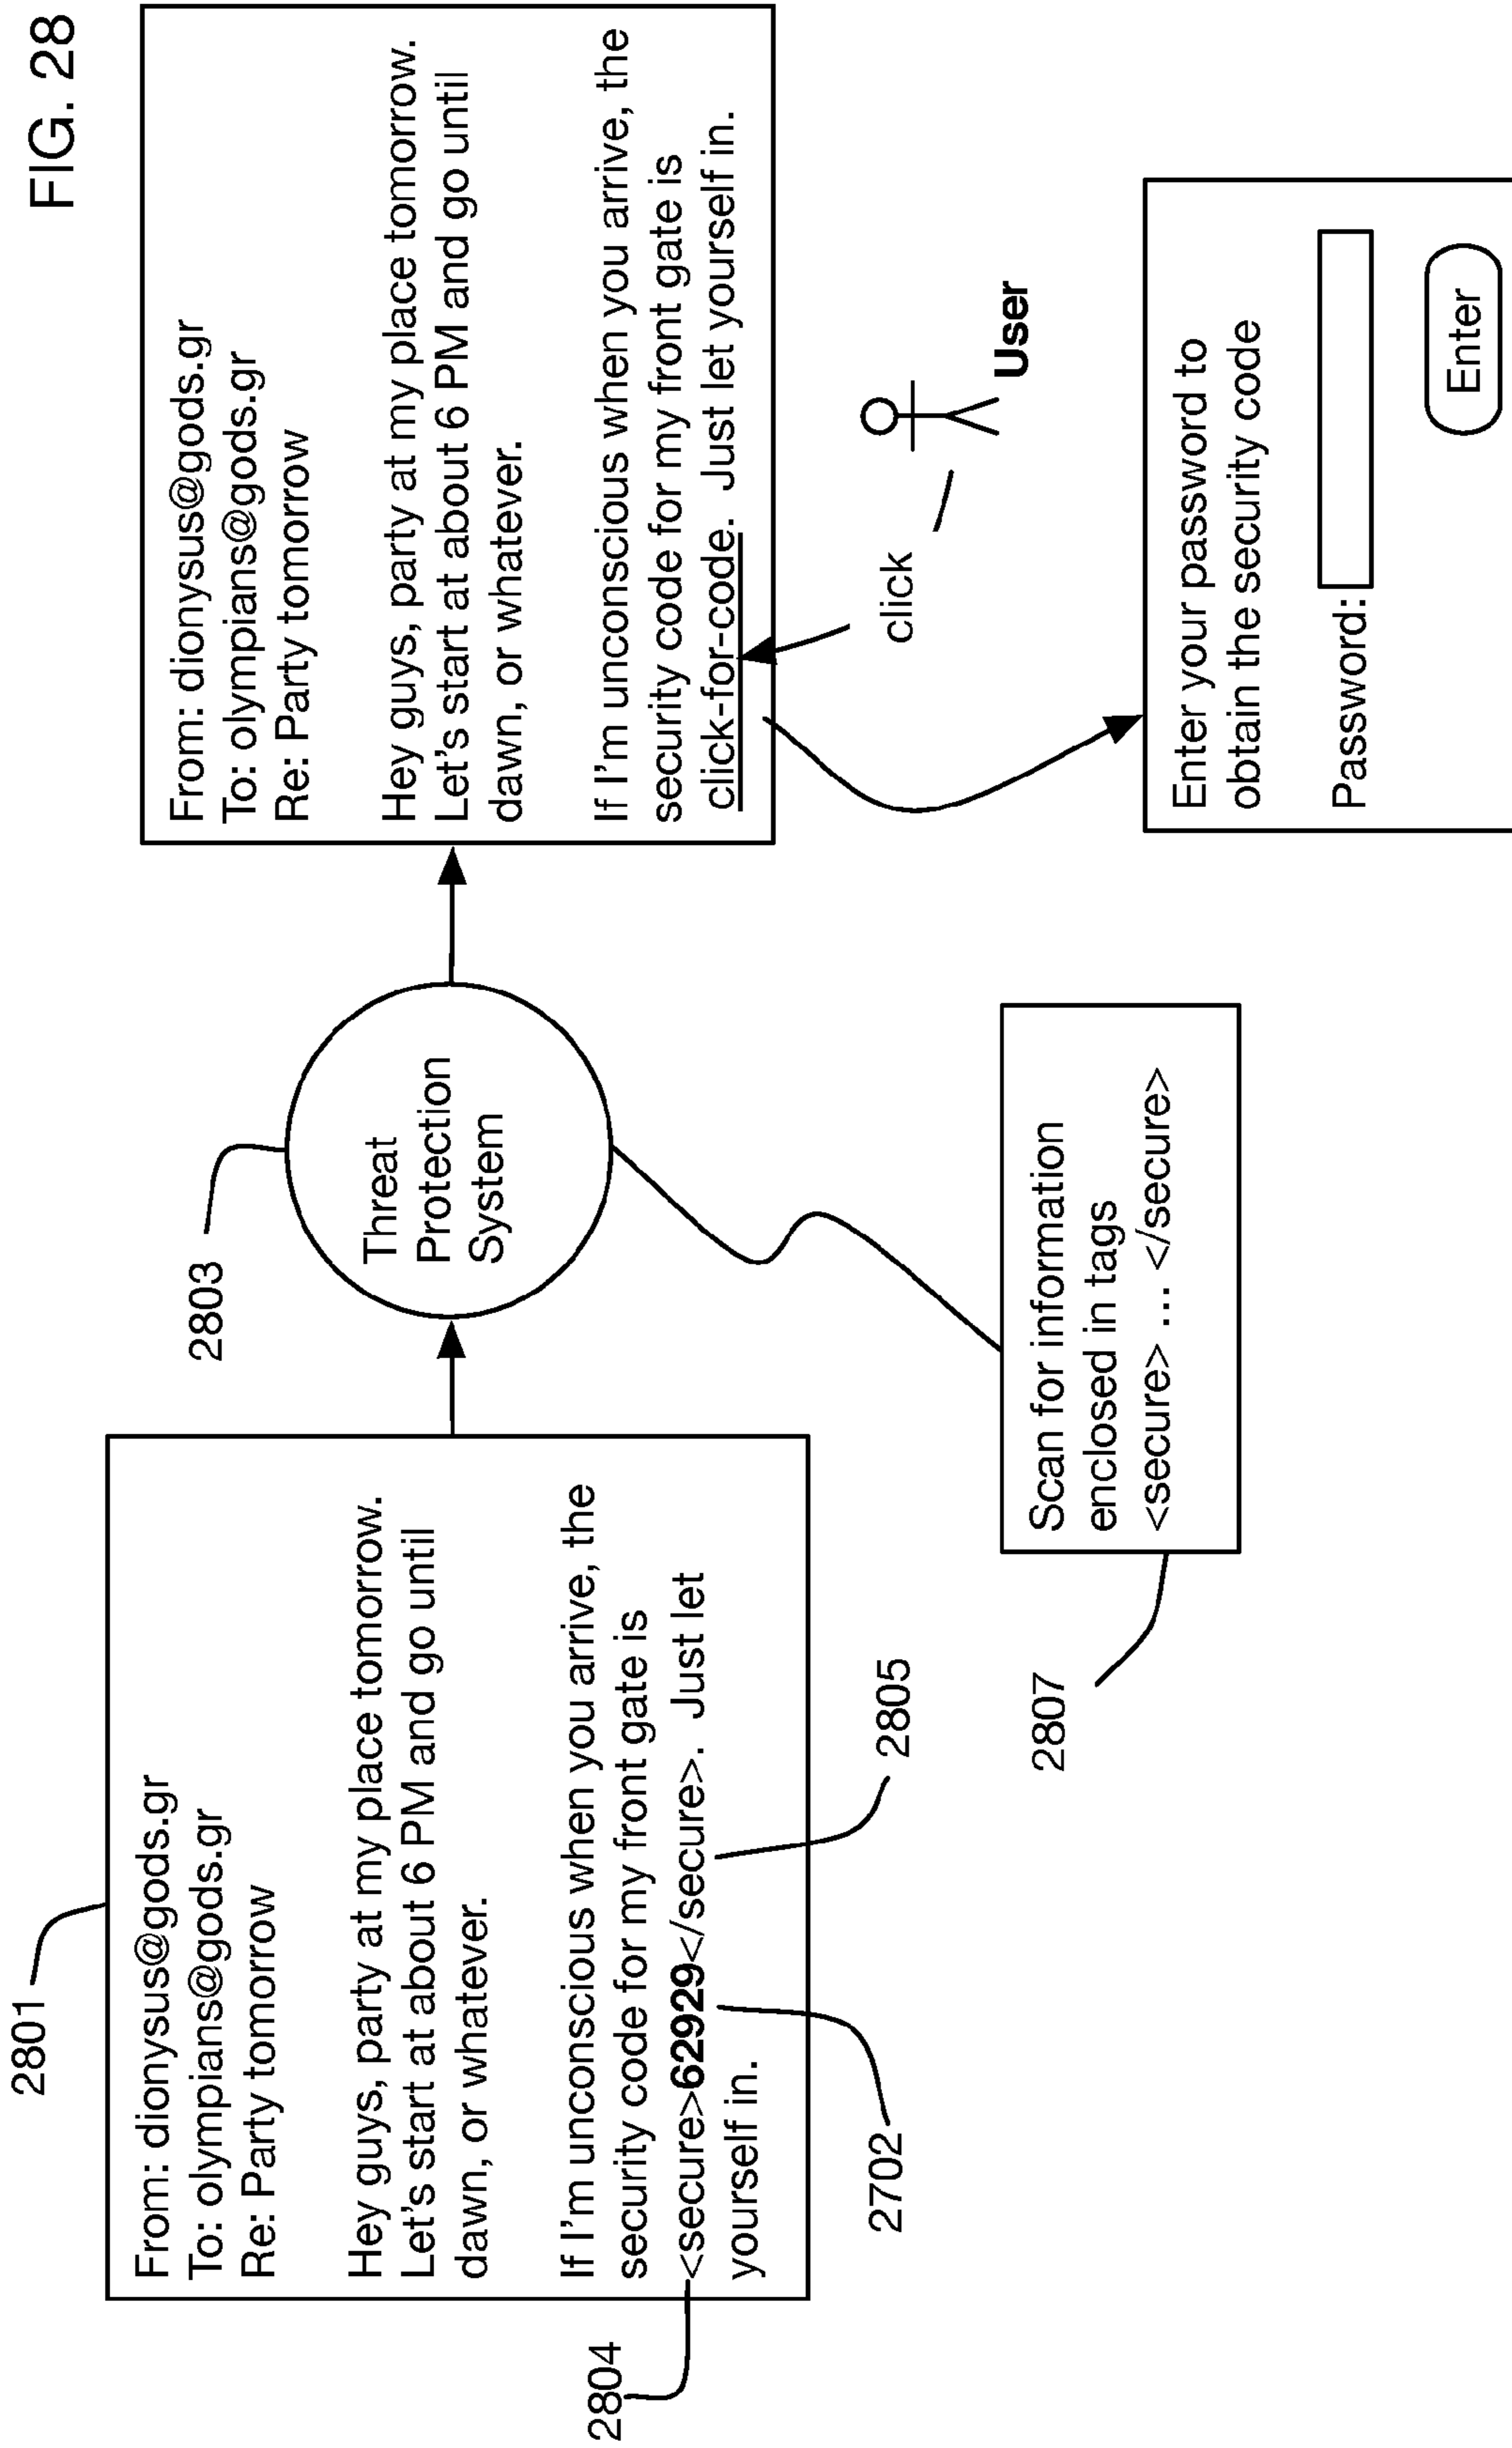 FIG. 28
2801
From: dionysus@gods.gr
To: olympians@gods.gr
Re: Party tomorrow
Hey guys, party at my place tomorrow.
Let's start at about 6 PM and go until
dawn, or whatever.
If I'm unconscious when you arrive, the
security code for my front gate is
<secure>62929</secure>. Just let
yourself in.
2804
2702
2805
2803
Threat
Protection
System
2807
Scan for information
enclosed in tags
<secure> ... </secure>
From: dionysus@gods.gr
To: olympians@gods.gr
Re: Party tomorrow
Hey guys, party at my place tomorrow.
Let's start at about 6 PM and go until
dawn, or whatever.
If I'm unconscious when you arrive, the
security code for my front gate is
click-for-code. Just let yourself in.
click
User
Enter your password to
obtain the security code
Password:
Enter